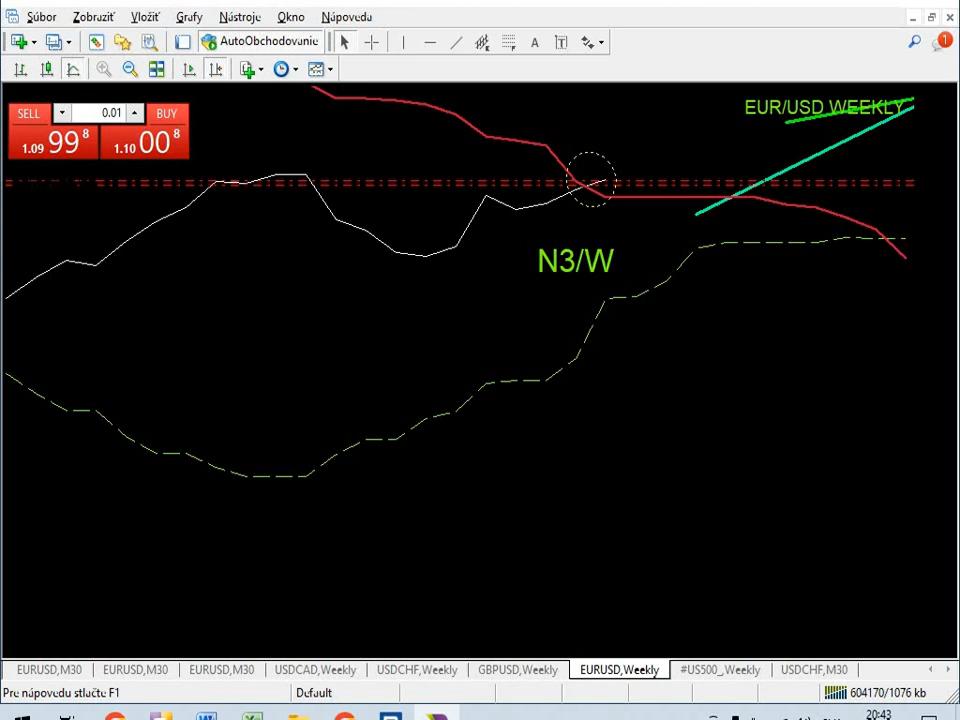 Súbor Zobraziť Vložiť Grafy Nástroje Okno Nápoveda
AutoObchodovanie A T 1
SELL 0.01 BUY
1.09 99 8 1.10 00 8
EUR/USD WEEKLY
N3/W
EURUSD,M30 EURUSD,M30 EURUSD,M30 USDCAD,Weekly USDCHF,Weekly GBPUSD,Weekly EURUSD,Weekly #US500_,Weekly USDCHF,M30
Pre nápovedu stlačte F1 Default 604170/1076 kb
20:43